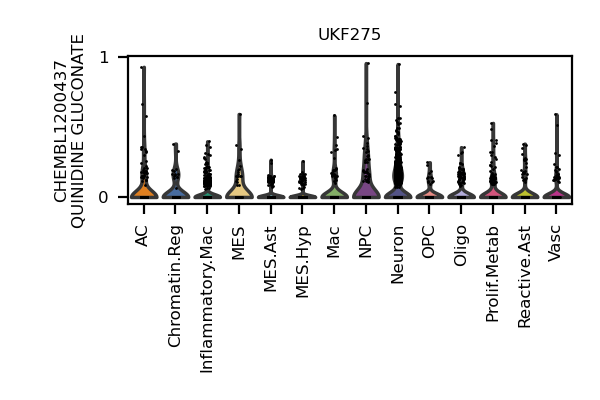 UKF275
CHEMBL1200437
QUINIDINE GLUCONATE
1
0
AC
Chromatin.Reg
Inflammatory.Mac
MES
MES.Ast
MES.Hyp
Mac
NPC
Neuron
OPC
Oligo
Prolif.Metab
Reactive.Ast
Vasc